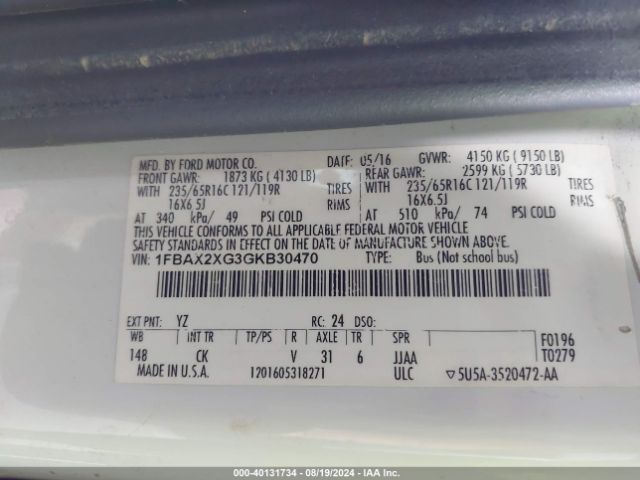 MFD. BY FORD MOTOR CO. DATE: 05/16 GVWR: 4150 KG ( 9150 LB)
FRONT GAWR: 1873 KG ( 4130 LB) REAR GAWR: 2599 KG ( 5730 LB)
WITH 235/65R16C 121/119R TIRES WITH 235/65R16C 121/119R TIRES
16X6.5J RIMS 16X6.5J RIMS
AT 340 kPa/ 49 PSI COLD AT 510 kPa/ 74 PSI COLD
THIS VEHICLE CONFORMS TO ALL APPLICABLE FEDERAL MOTOR VEHICLE
SAFETY STANDARDS IN EFFECT ON THE DATE OF MANUFACTURE SHOWN ABOVE.
VIN: 1FBAX2XG3GKB30470 TYPE: Bus (Not school bus)
EXT PNT: YZ RC: 24 DSO:
WB INT TR TP/PS R AXLE TR SPR F0196
148 CK V 31 6 JJAA T0279
MADE IN U.S.A. 1201605318271 ULC ▽5U5A-3520472-AA
00-40131734 - 08/19/2024 - IAA Inc.